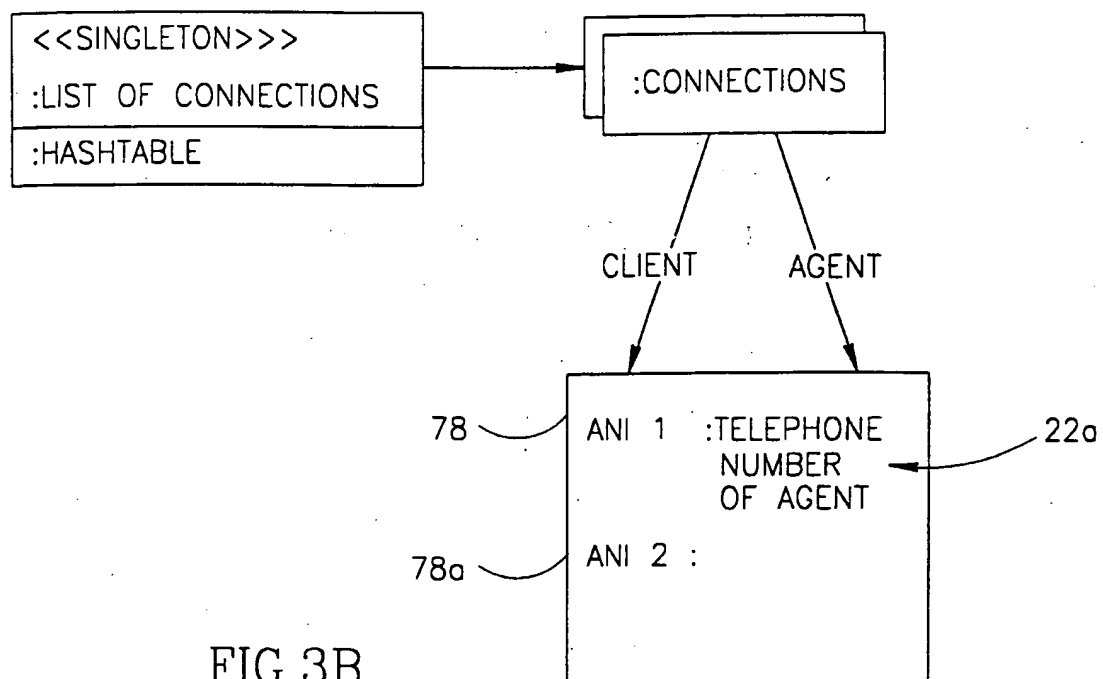 <<SINGLETON>>>
:LIST OF CONNECTIONS
:HASHTABLE
:CONNECTIONS
CLIENT
AGENT
78
ANI 1 :TELEPHONE
NUMBER
OF AGENT
22a
78a
ANI 2 :
FIG.3B